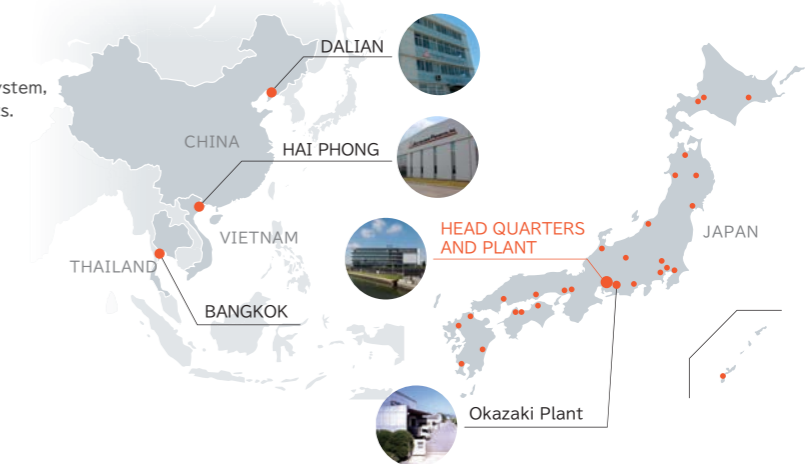 ystem,
s.
DALIAN
CHINA
HAI PHONG
VIETNAM
THAILAND
BANGKOK
HEAD QUARTERS
AND PLANT
JAPAN
Okazaki Plant